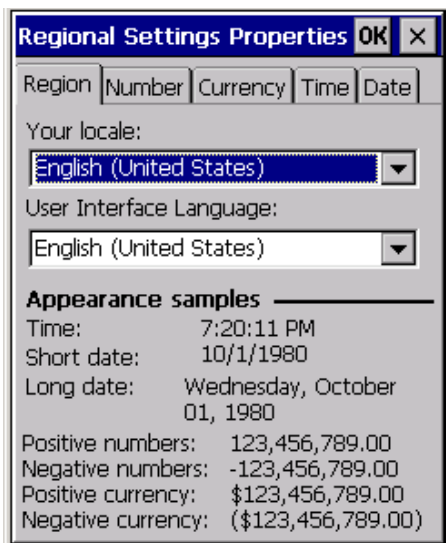 Regional Settings Properties OK ×
Region Number Currency Time Date
Your locale:
English (United States)
User Interface Language:
English (United States)
Appearance samples
Time: 7:20:11 PM
Short date: 10/1/1980
Long date: Wednesday, October
01, 1980
Positive numbers: 123,456,789.00
Negative numbers: -123,456,789.00
Positive currency: $123,456,789.00
Negative currency: ($123,456,789.00)